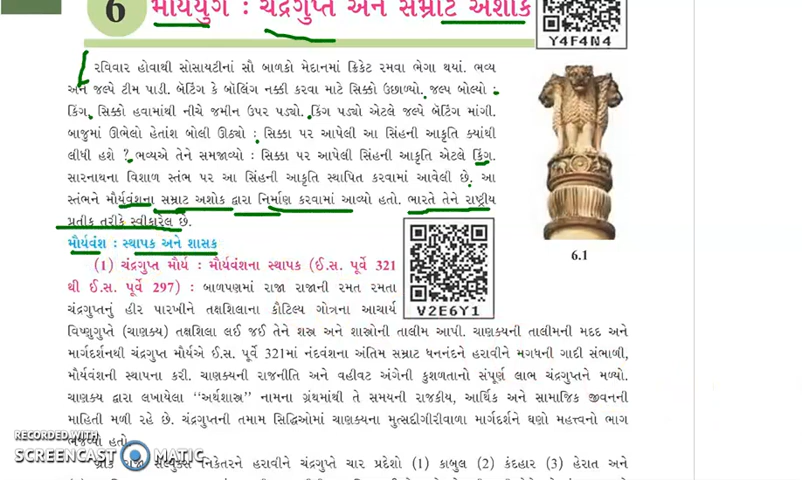 6 મૌર્યયુગ : ચંદ્રગુપ્ત અને સમ્રાટ અશોક
Y4F4N4
રવિવાર હોવાથી સોસાયટીનાં સૌ બાળકો મેદાનમાં ક્રિકેટ રમવા ભેગા થયાં. ભવ્ય
અને જલ્પે ટીમ પાડી. બૅટિંગ કે બૉલિંગ નક્કી કરવા માટે સિક્કો ઉછાળ્યો. જલ્પ બોલ્યો :
કિંગ. સિક્કો હવામાંથી નીચે જમીન ઉપર પડ્યો. કિંગ પડ્યો એટલે જલ્પે બૅટિંગ માંગી.
બાજુમાં ઊભેલો હેતાંશ બોલી ઊઠ્યો : સિક્કા પર આપેલી આ સિંહની આકૃતિ ક્યાંથી
લીધી હશે ? ભવ્યએ તેને સમજાવ્યો : સિક્કા પર આપેલી આ સિંહની આકૃતિ એટલે કિંગ.
સારનાથના વિશાળ સ્તંભ પર આ સિંહની આકૃતિ સ્થાપિત કરવામાં આવેલી છે. આ
સ્તંભને મૌર્યવંશના સમ્રાટ અશોક દ્વારા નિર્માણ કરવામાં આવ્યો હતો. ભારતે તેને રાષ્ટ્રીય
પ્રતીક તરીકે સ્વીકારેલ છે.
6.1
મૌર્યવંશ : સ્થાપક અને શાસક
(1) ચંદ્રગુપ્ત મૌર્ય : મૌર્યવંશના સ્થાપક (ઈ.સ. પૂર્વે 321
થી ઈ.સ. પૂર્વે 297) : બાળપણમાં રાજા રાજાની રમત રમતા
ચંદ્રગુપ્તનું હીર પારખીને તક્ષશિલાના કૌટિલ્ય ગોત્રના આચાર્ય
V2E6Y1
વિષ્ણુગુપ્તે (ચાણક્ય) તક્ષશિલા લઈ જઈ તેને શસ્ત્ર અને શાસ્ત્રોની તાલીમ આપી. ચાણક્યની તાલીમની મદદ અને
માર્ગદર્શનથી ચંદ્રગુપ્ત મૌર્યએ ઈ.સ. પૂર્વે 321માં નંદવંશના અંતિમ સમ્રાટ ધનનંદને હરાવીને મગધની ગાદી સંભાળી,
મૌર્યવંશની સ્થાપના કરી. ચાણક્યની રાજનીતિ અને વહીવટ અંગેની કુશળતાનો સંપૂર્ણ લાભ ચંદ્રગુપ્તને મળ્યો.
ચાણક્ય દ્વારા લખાયેલા ‘‘અર્થશાસ્ત્ર’’ નામના ગ્રંથમાંથી તે સમયની રાજકીય, આર્થિક અને સામાજિક જીવનની
માહિતી મળી રહે છે. ચંદ્રગુપ્તની તમામ સિદ્ધિઓમાં ચાણક્યના મુત્સદ્દીગીરીવાળા માર્ગદર્શને ઘણો મહત્ત્વનો ભાગ
ભજવ્યો હતો.
RECORDED WITH
SCREENCAST MATIC
ગ્રીક રાજા સેલ્યુકસ નિકેતરને હરાવીને ચંદ્રગુપ્તે ચાર પ્રદેશો (1) કાબુલ (2) કંદહાર (3) હેરાત અને